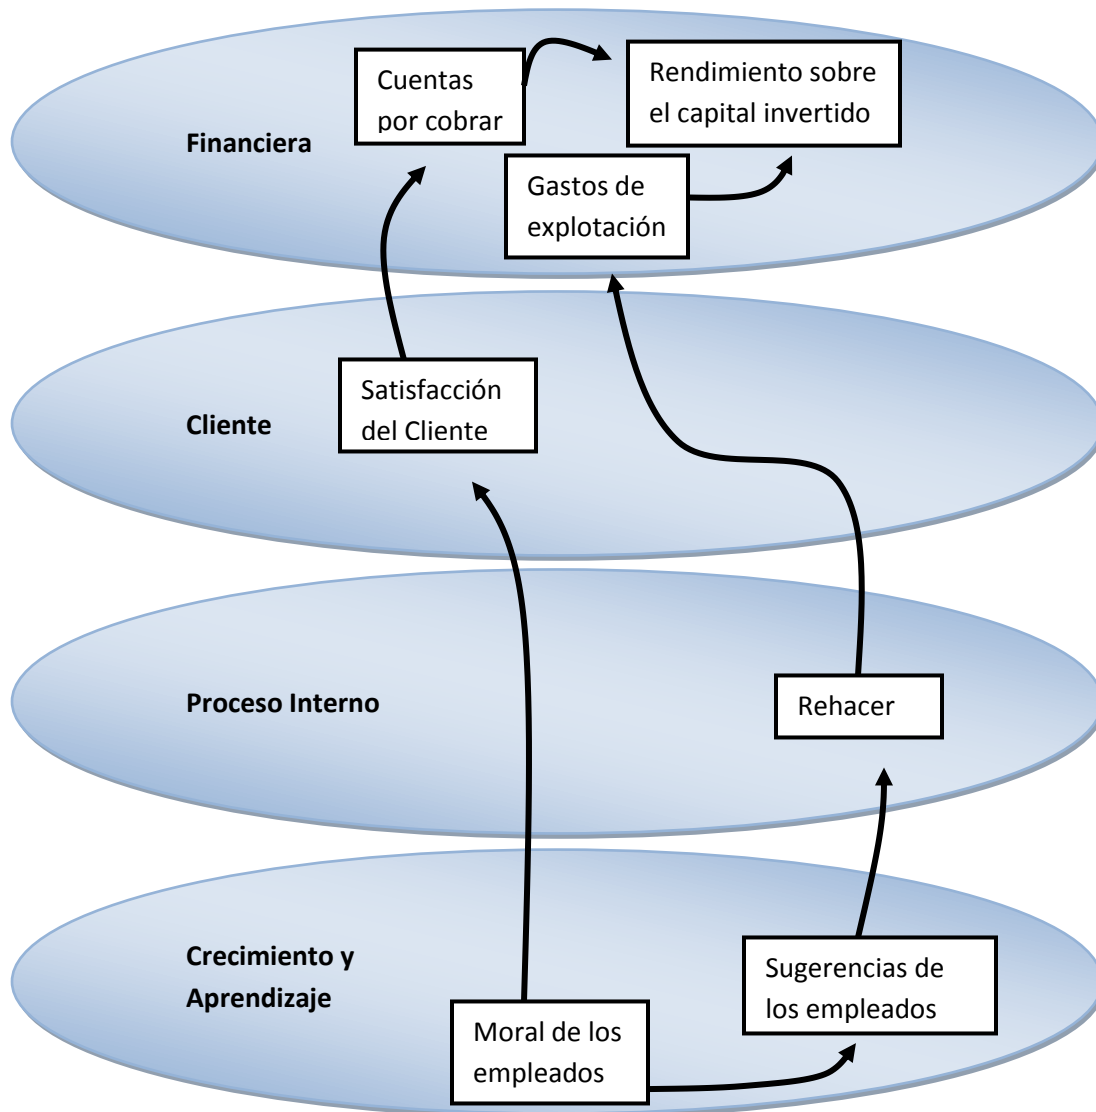 Cuentas
por cobrar
Rendimiento sobre
el capital invertido
Financiera
Gastos de
explotación
Satisfacción
del Cliente
Cliente
Proceso Interno
Rehacer
Crecimiento y
Aprendizaje
Sugerencias de
los empleados
Moral de los
empleados